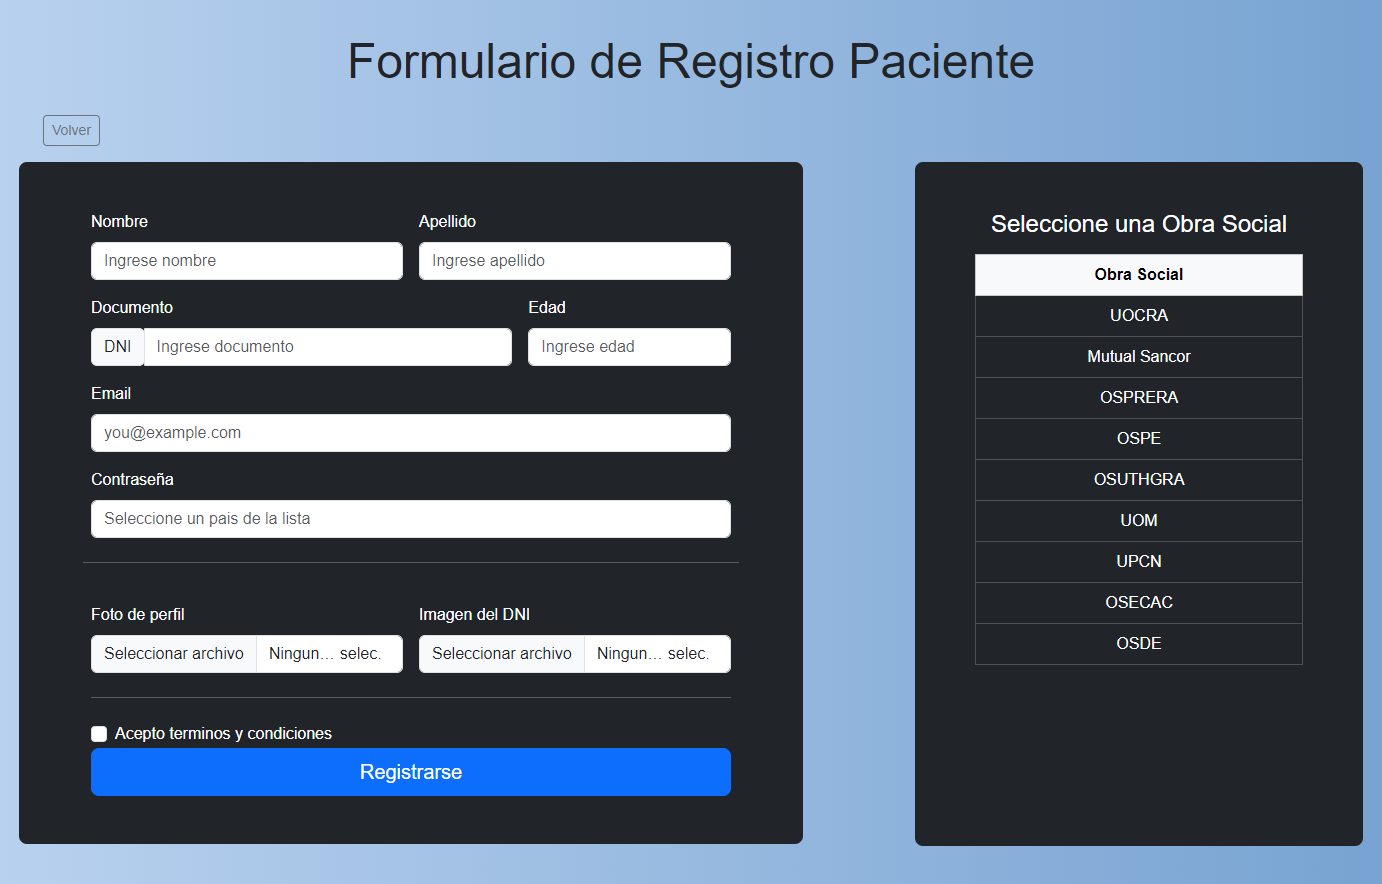 Formulario de Registro Paciente
Volver
Nombre Apellido
Ingrese nombre Ingrese apellido
Documento Edad
DNI Ingrese documento Ingrese edad
Email
you@example.com
Contraseña
Seleccione un pais de la lista
Foto de perfil Imagen del DNI
Seleccionar archivo Ningun… selec. Seleccionar archivo Ningun… selec.
Acepto terminos y condiciones
Registrarse
Seleccione una Obra Social
Obra Social
UOCRA
Mutual Sancor
OSPRERA
OSPE
OSUTHGRA
UOM
UPCN
OSECAC
OSDE